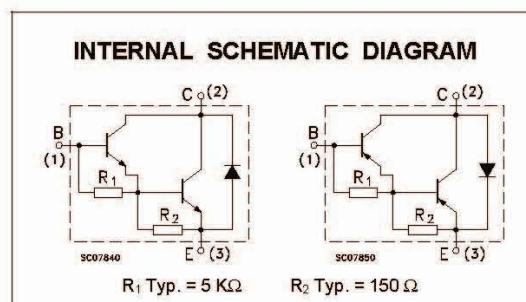 INTERNAL SCHEMATIC DIAGRAM
C (2)
B
(1)
R1
R2
E (3)
SC07840
C (2)
B
(1)
R1
R2
E (3)
SC07850
R1 Typ. = 5 KΩ R2 Typ. = 150 Ω